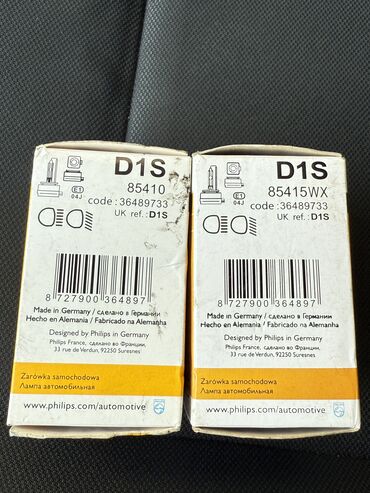 D1S
85410
code :36489733
UK ref. :D1S
E1
04J
8 727900 364897
Made in Germany / сделано в Германии
Hecho en Alemania / Fabricado na Alemanha
Designed by Philips in Germany
Philips France, сделано во Франции,
33 rue de Verdun, 92250 Suresnes
Żarówka samochodowa
Лампа автомобильная
www.philips.com/automotive
D1S
85415WX
code :36489733
UK ref. :D1S
E1
04J
8 727900 364897
Made in Germany / сделано в Германии
Hecho en Alemania / Fabricado na Alemanha
Designed by Philips in Germany
Philips France, сделано во Франции,
33 rue de Verdun, 92250 Suresnes
Żarówka samochodowa
Лампа автомобильная
www.philips.com/automotive